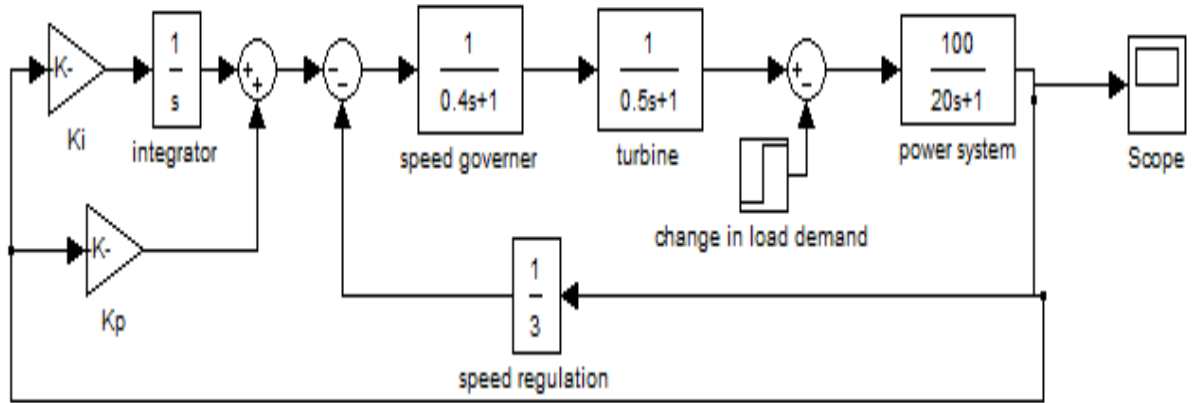 K-
Ki
1
s
integrator
+
+
-
-
1
0.4s+1
speed governer
1
0.5s+1
turbine
+
-
100
20s+1
power system
Scope
change in load demand
K-
Kp
1
3
speed regulation